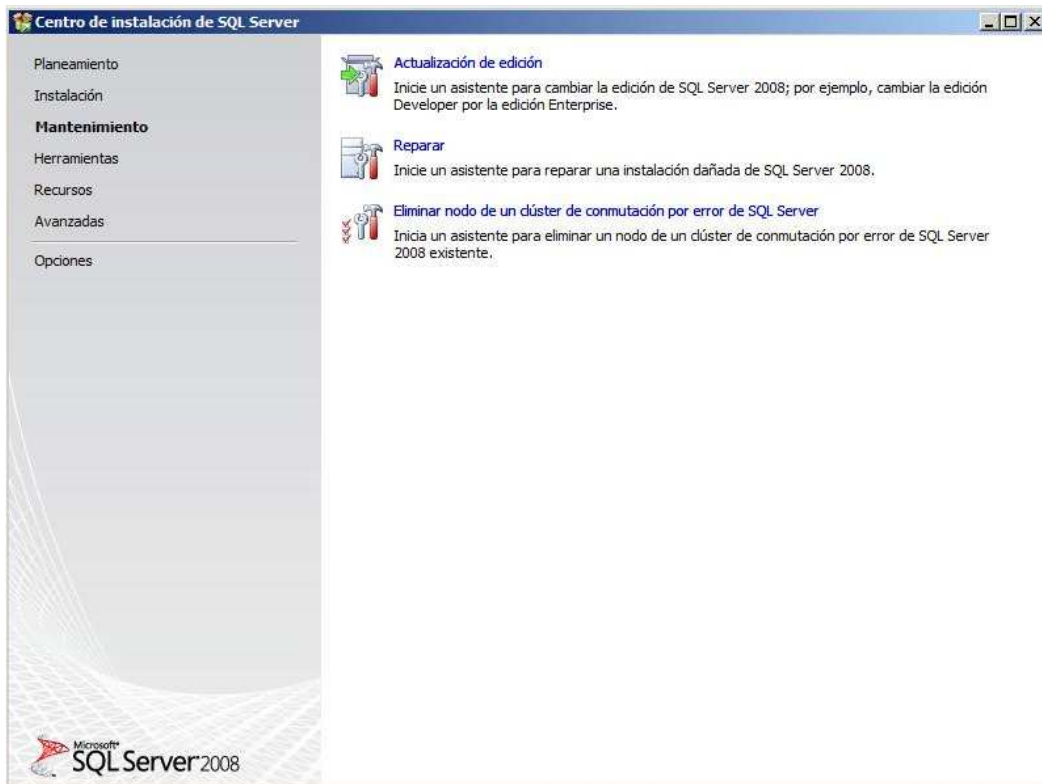 Centro de instalación de SQL Server
Planeamiento
Instalación
Mantenimiento
Herramientas
Recursos
Avanzadas
Opciones
Actualización de edición
Inicie un asistente para cambiar la edición de SQL Server 2008; por ejemplo, cambiar la edición
Developer por la edición Enterprise.
Reparar
Inicie un asistente para reparar una instalación dañada de SQL Server 2008.
Eliminar nodo de un clúster de conmutación por error de SQL Server
Inicia un asistente para eliminar un nodo de un clúster de conmutación por error de SQL Server
2008 existente.
Microsoft
SQL Server 2008